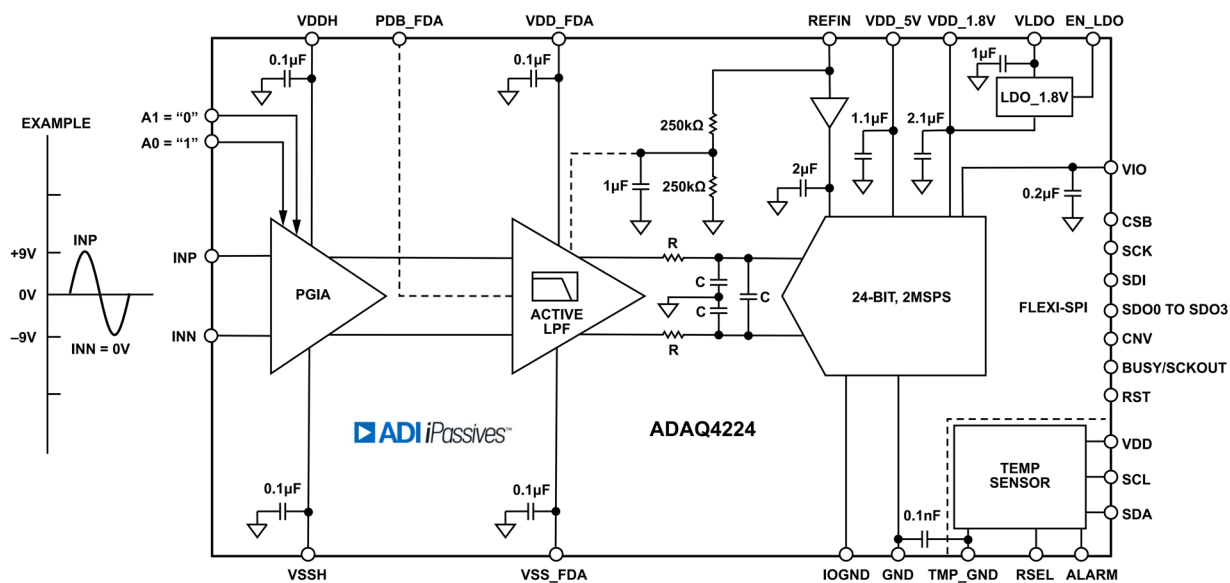 VDDH
PDB_FDA
VDD_FDA
REFIN
VDD_5V
VDD_1.8V
VLDO
EN_LDO
0.1µF
0.1µF
1µF
LDO_1.8V
A1 = “0”
A0 = “1”
EXAMPLE
250kΩ
1.1µF
2.1µF
250kΩ
1µF
2µF
0.2µF
VIO
CSB
SCK
SDI
SDO0 TO SDO3
CNV
BUSY/SCKOUT
RST
FLEXI-SPI
INP
+9V
0V
–9V
INN = 0V
INP
INN
PGIA
ACTIVE
LPF
R
C
C
C
R
24-BIT, 2MSPS
ADI iPassives™
ADAQ4224
TEMP
SENSOR
VDD
SCL
SDA
0.1µF
0.1µF
0.1nF
VSSH
VSS_FDA
IOGND
GND
TMP_GND
RSEL
ALARM